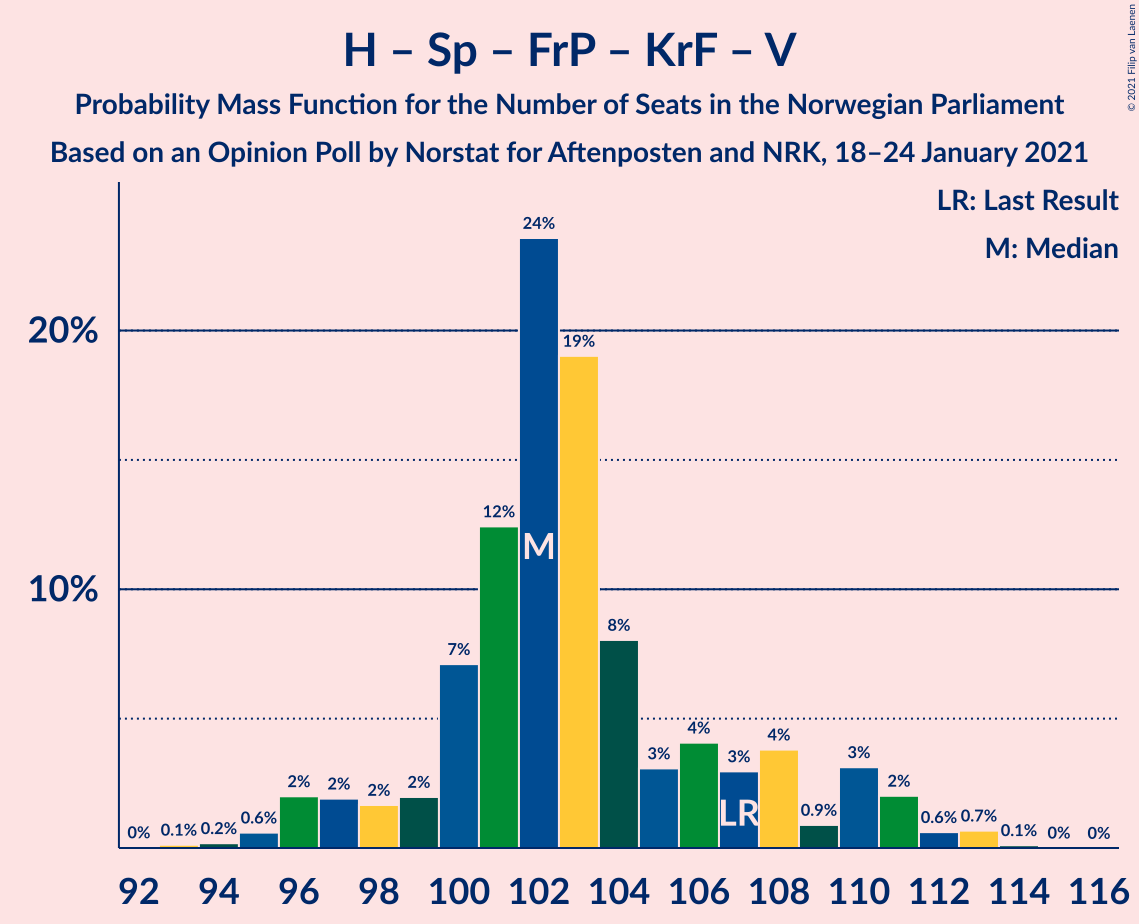 © 2021 Filip van Laenen
H – Sp – FrP – KrF – V
Probability Mass Function for the Number of Seats in the Norwegian Parliament
Based on an Opinion Poll by Norstat for Aftenposten and NRK, 18–24 January 2021
LR: Last Result
M: Median
20%
10%
0% 0.1% 0.2% 0.6% 2% 2% 2% 2% 7% 12% 24% 19% 8% 3% 4% 3% 4% 0.9% 3% 2% 0.6% 0.7% 0.1% 0% 0%
M
LR
92 94 96 98 100 102 104 106 108 110 112 114 116